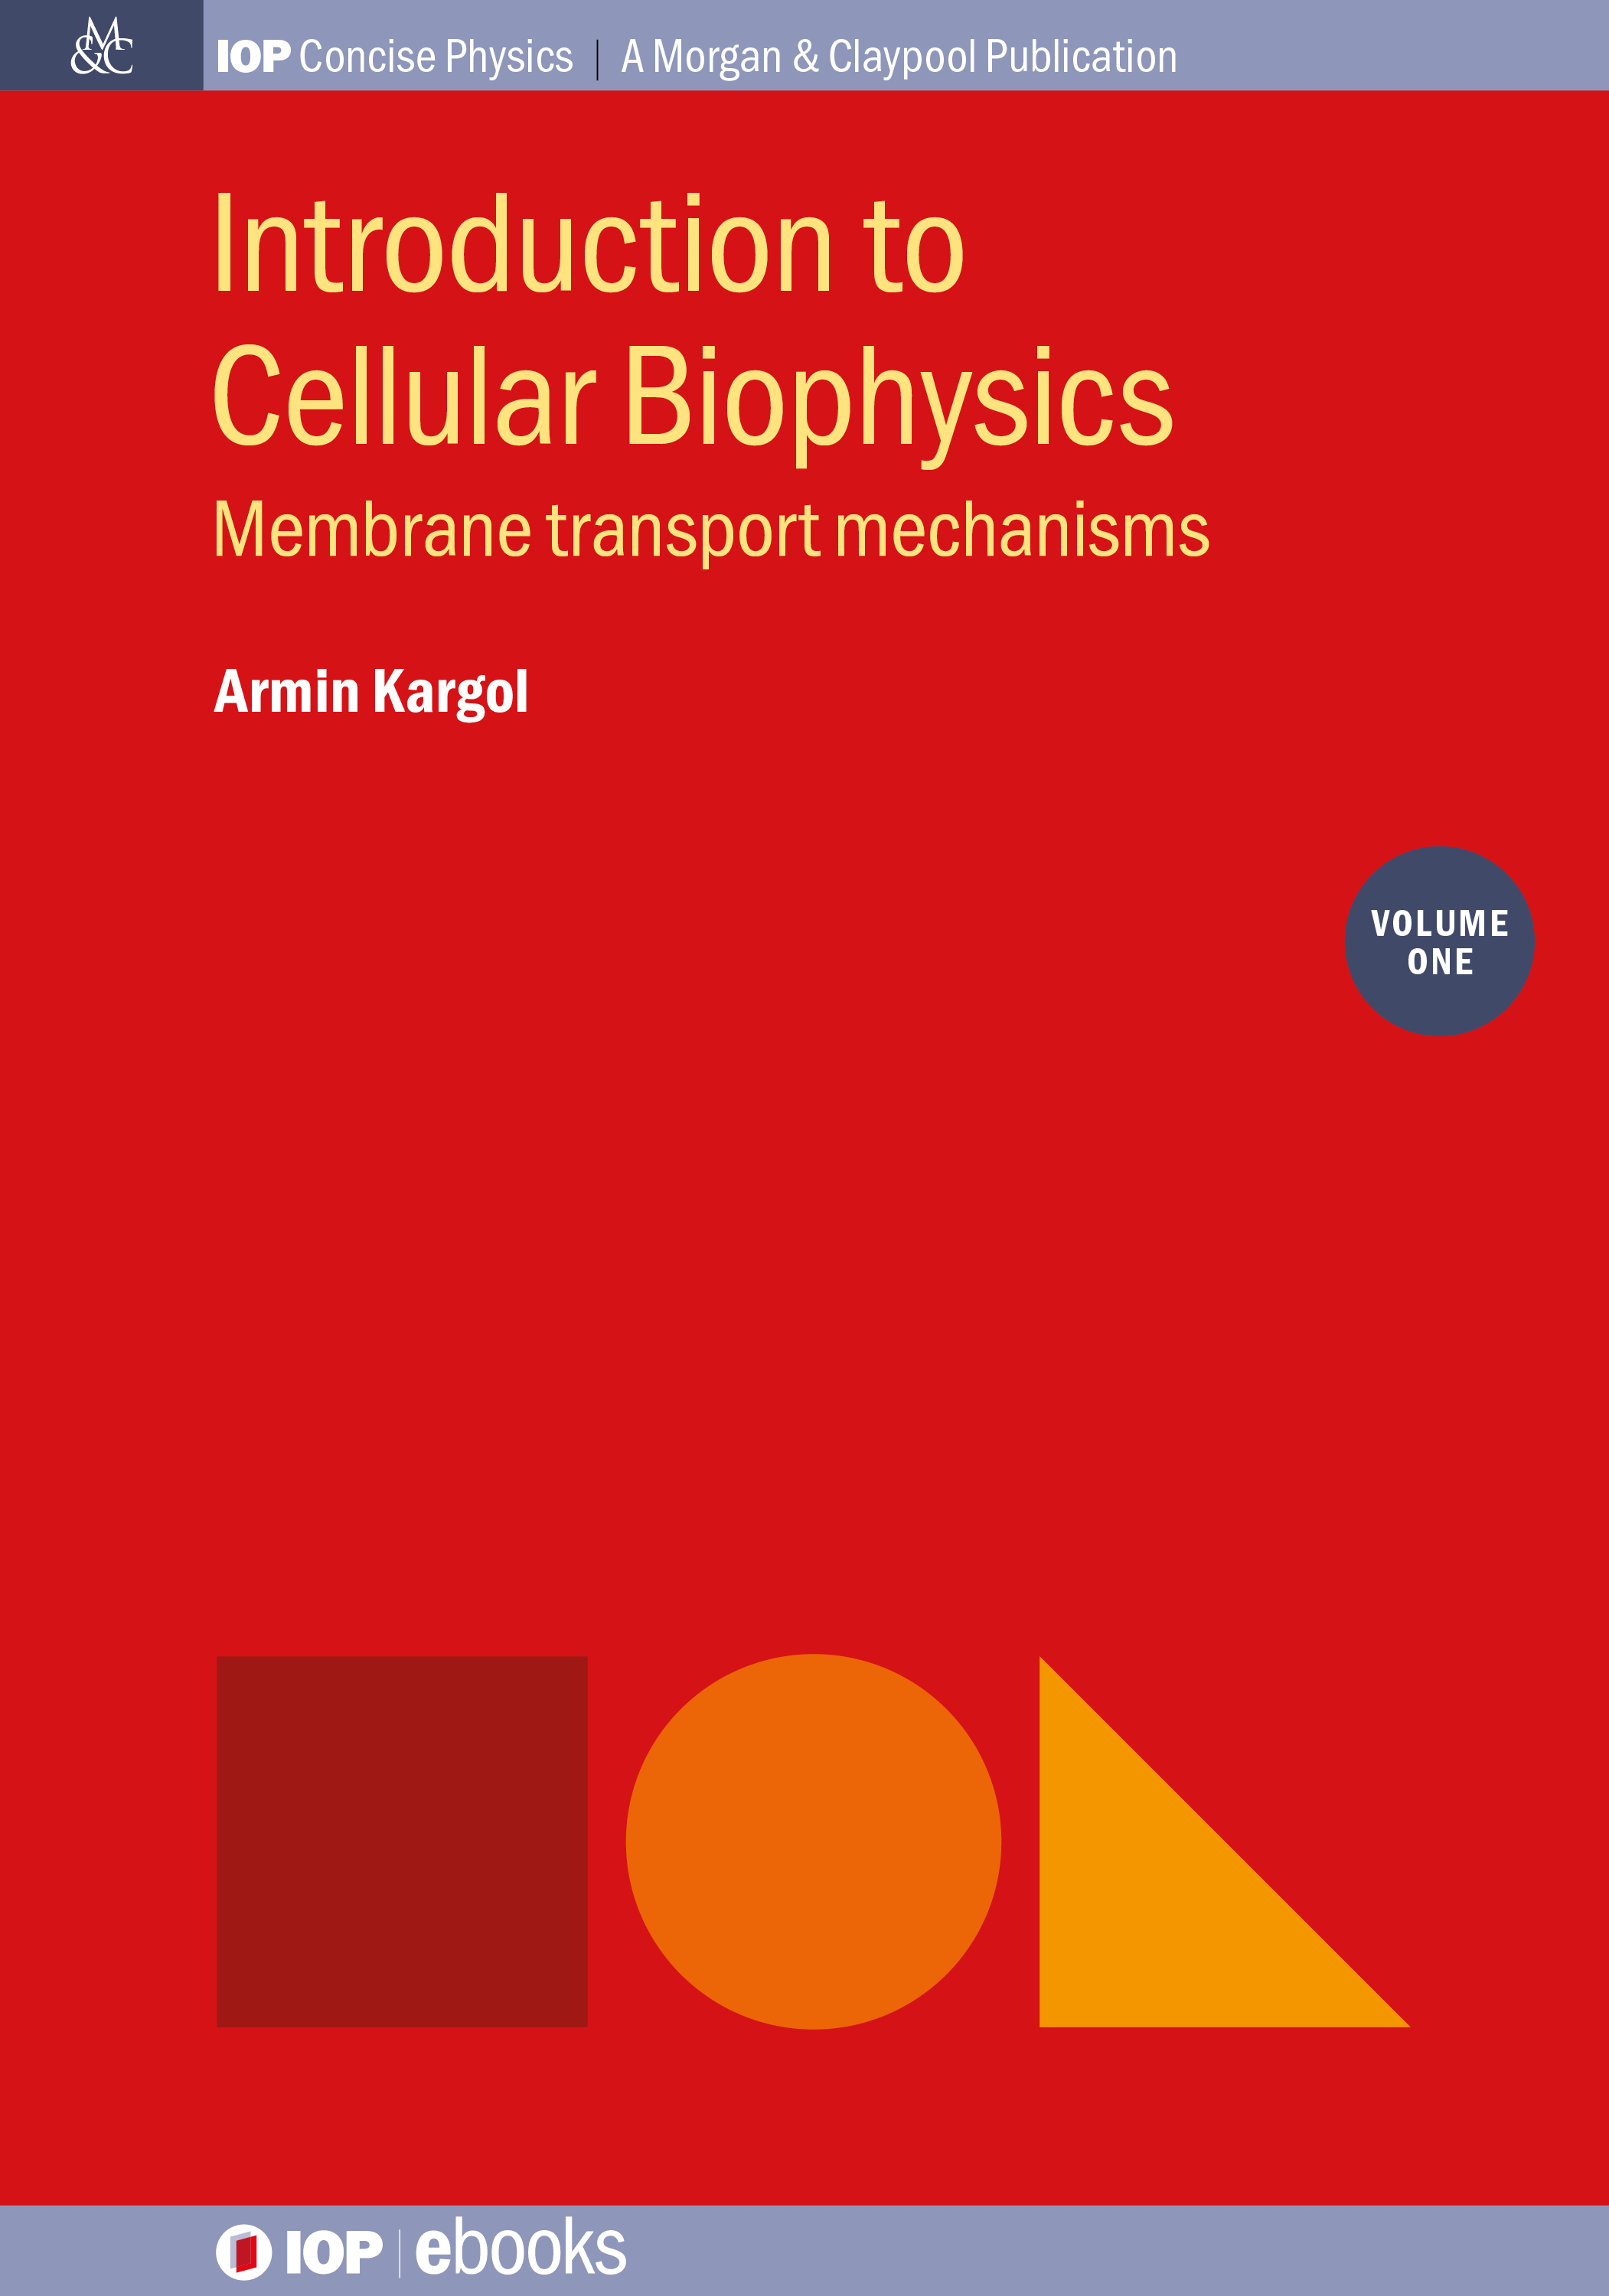 M
&C
IOP Concise Physics | A Morgan & Claypool Publication
Introduction to
Cellular Biophysics
Membrane transport mechanisms
Armin Kargol
VOLUME
ONE
IOP | ebooks